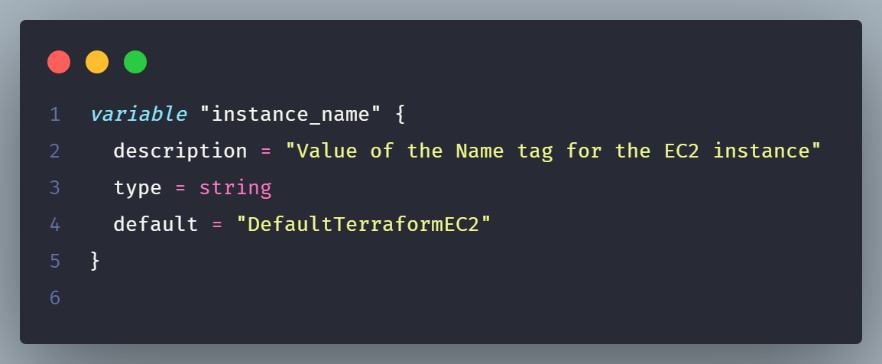 1 variable "instance_name" {
2   description = "Value of the Name tag for the EC2 instance"
3   type = string
4   default = "DefaultTerraformEC2"
5 }
6